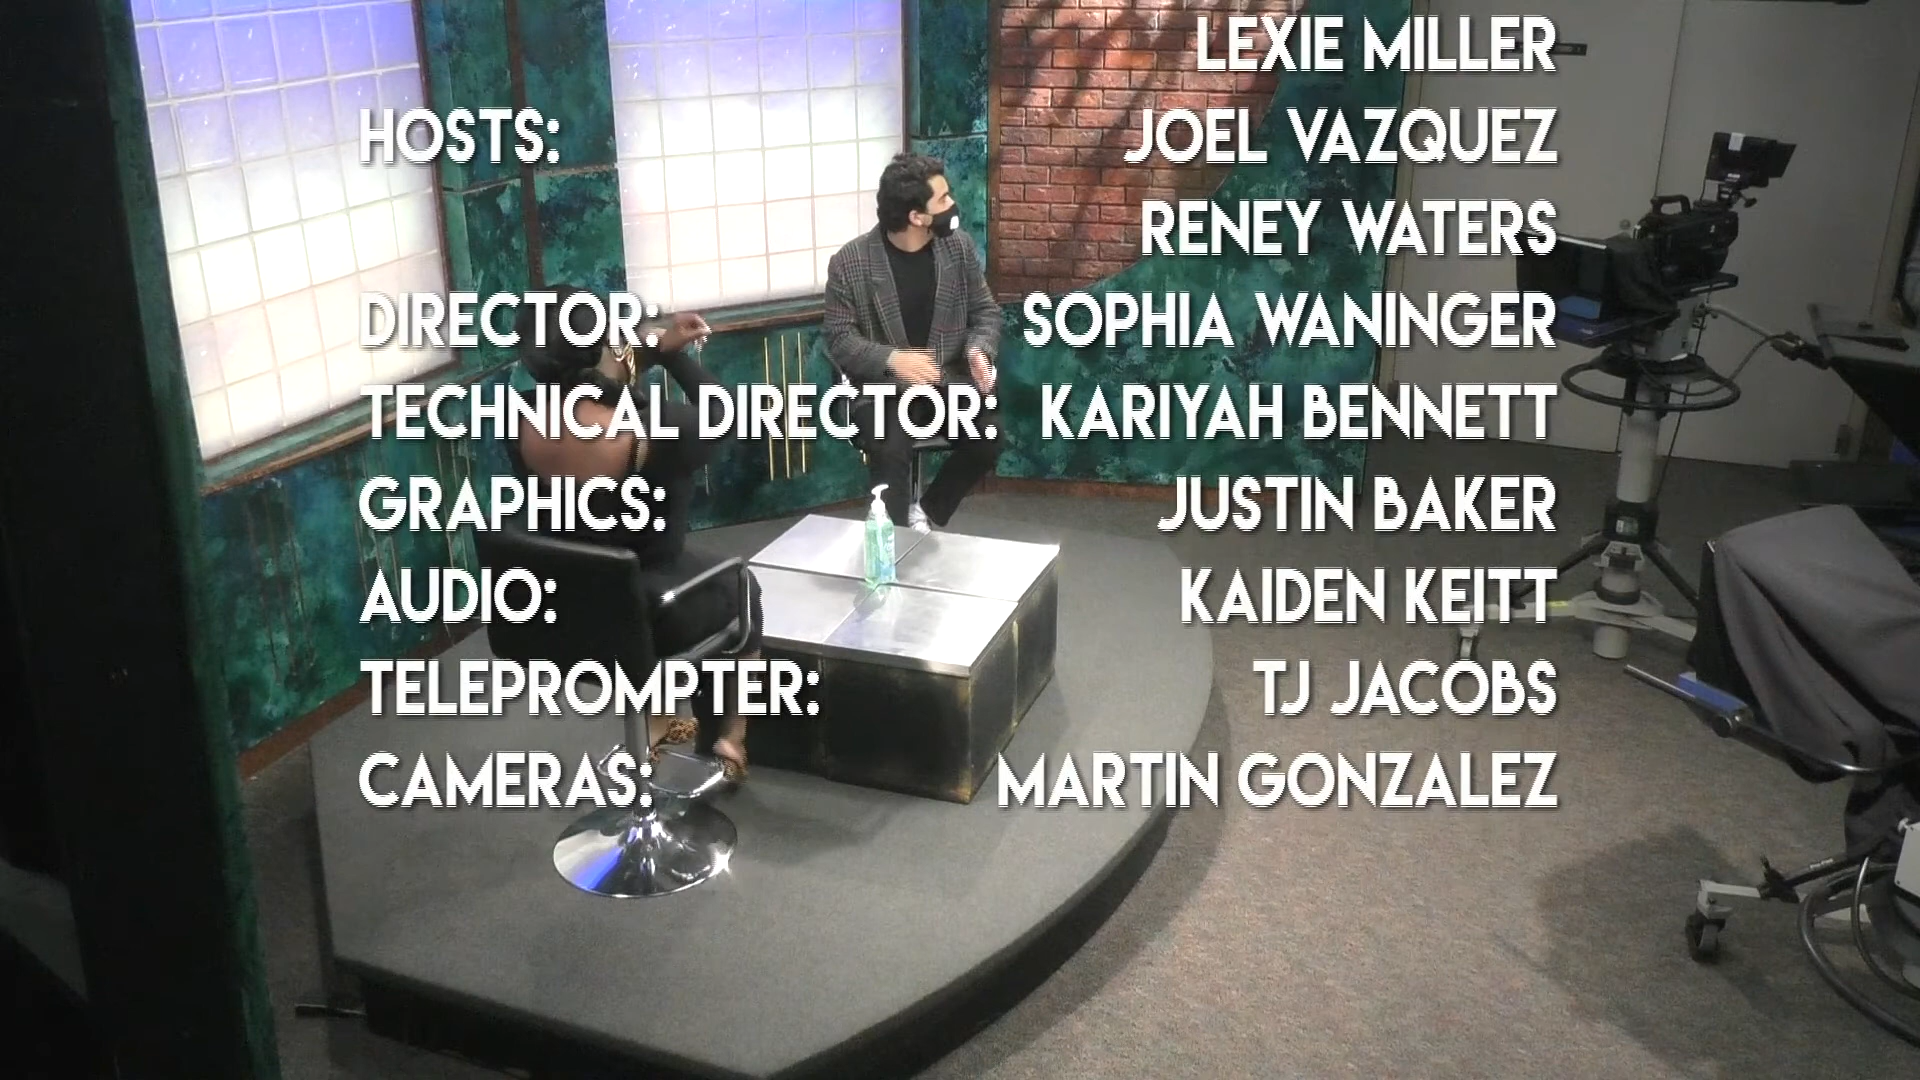 LEXIE MILLER
HOSTS: JOEL VAZQUEZ
RENEY WATERS
DIRECTOR: SOPHIA WANINGER
TECHNICAL DIRECTOR: KARIYAH BENNETT
GRAPHICS: JUSTIN BAKER
AUDIO: KAIDEN KEITT
TELEPROMPTER: TJ JACOBS
CAMERAS: MARTIN GONZALEZ